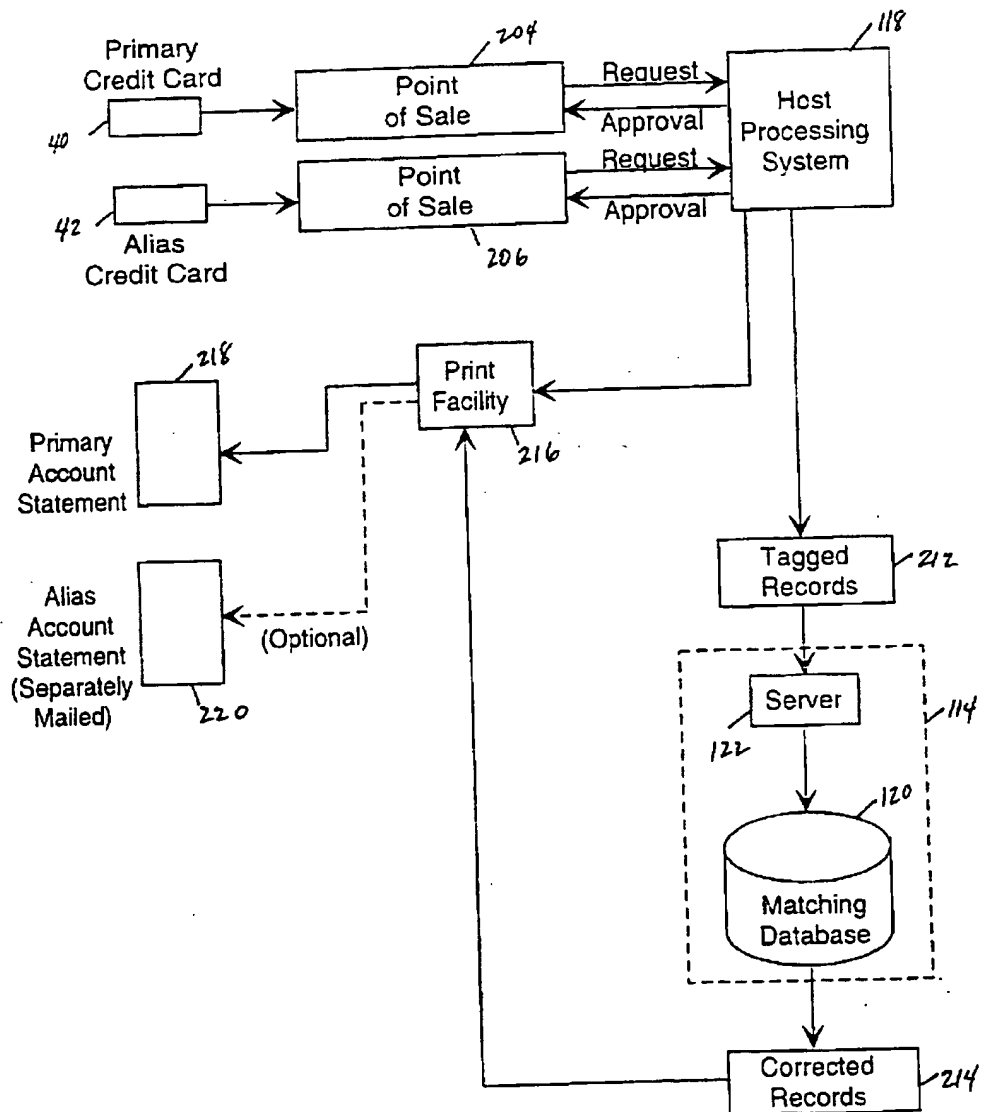 Primary
Credit Card
40
204
Point
of Sale
Request
Approval
118
Host
Processing
System
42
Alias
Credit Card
Point
of Sale
206
Request
Approval
218
Primary
Account
Statement
Print
Facility
216
Alias
Account
Statement
(Separately
Mailed)
220
(Optional)
Tagged
Records
212
Server
122
114
120
Matching
Database
Corrected
Records
214